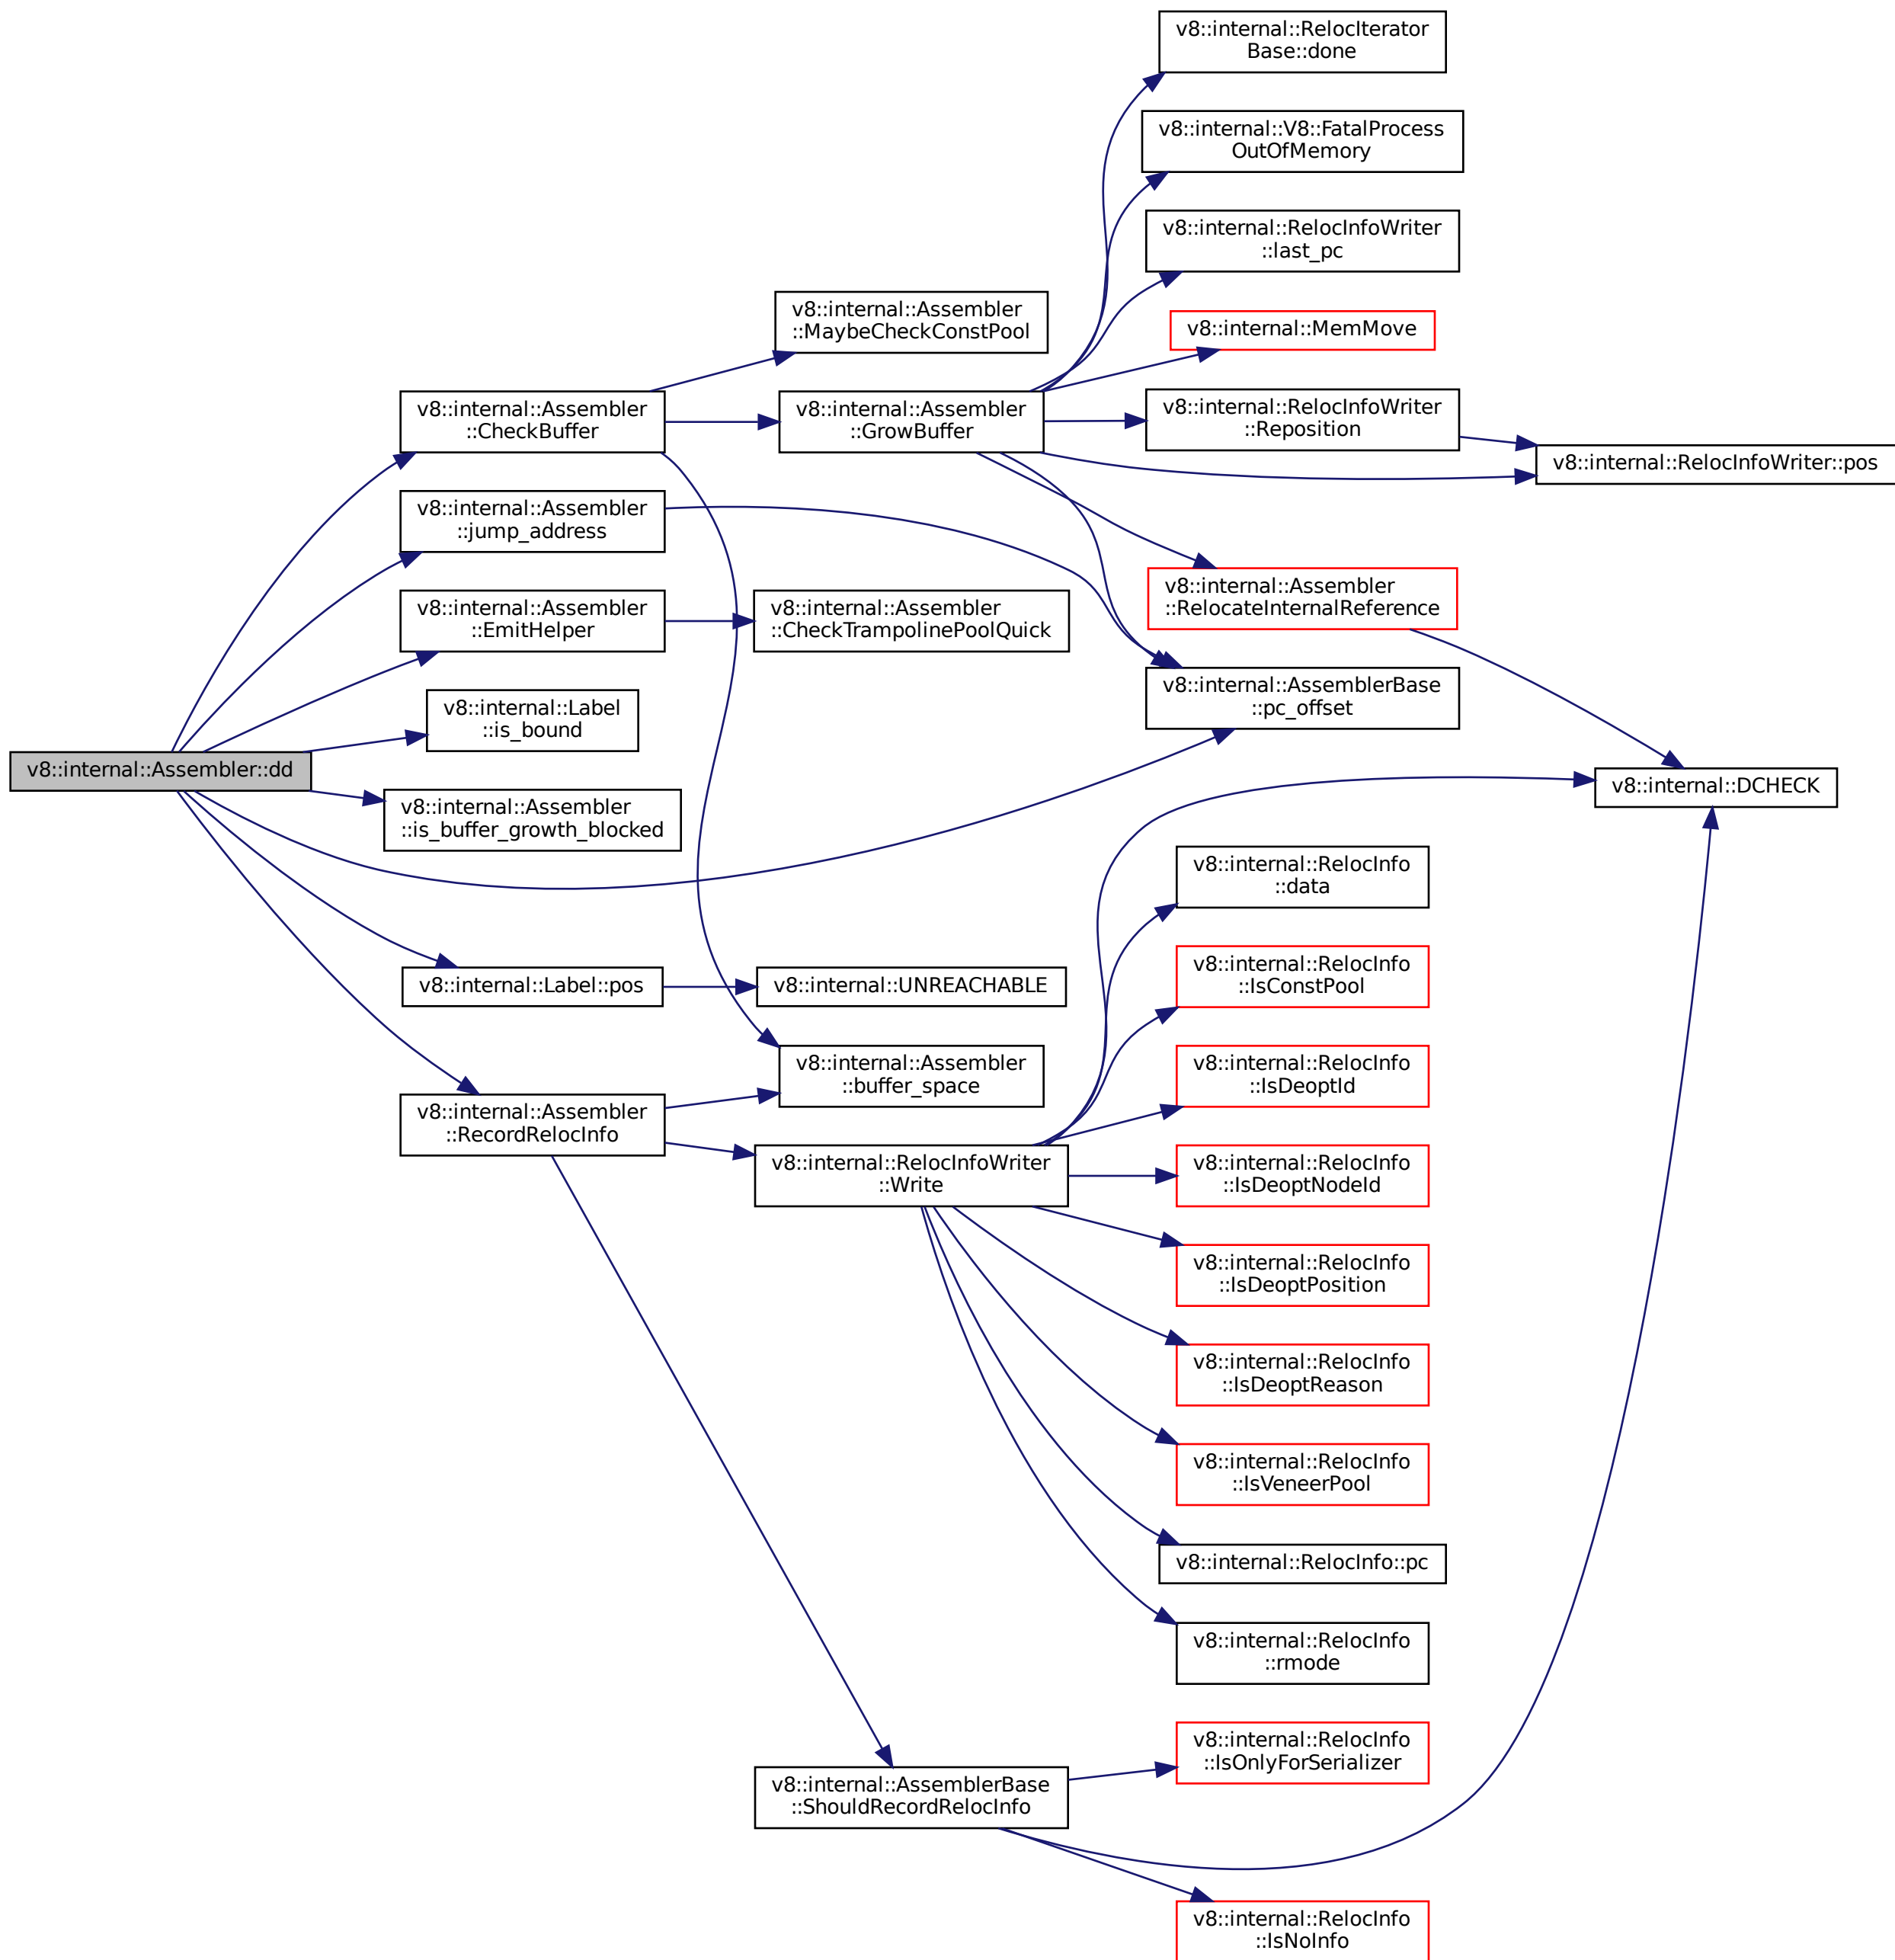 v8::internal::RelocIterator
Base::done
v8::internal::V8::FatalProcess
OutOfMemory
v8::internal::RelocInfoWriter
::last_pc
v8::internal::Assembler
::MaybeCheckConstPool
v8::internal::MemMove
v8::internal::Assembler
::CheckBuffer
v8::internal::Assembler
::GrowBuffer
v8::internal::RelocInfoWriter
::Reposition
v8::internal::RelocInfoWriter::pos
v8::internal::Assembler
::jump_address
v8::internal::Assembler
::RelocateInternalReference
v8::internal::Assembler
::EmitHelper
v8::internal::Assembler
::CheckTrampolinePoolQuick
v8::internal::Label
::is_bound
v8::internal::AssemblerBase
::pc_offset
v8::internal::Assembler::dd
v8::internal::DCHECK
v8::internal::Assembler
::is_buffer_growth_blocked
v8::internal::RelocInfo
::data
v8::internal::Label::pos
v8::internal::UNREACHABLE
v8::internal::RelocInfo
::IsConstPool
v8::internal::Assembler
::buffer_space
v8::internal::RelocInfo
::IsDeoptId
v8::internal::Assembler
::RecordRelocInfo
v8::internal::RelocInfoWriter
::Write
v8::internal::RelocInfo
::IsDeoptNodeId
v8::internal::RelocInfo
::IsDeoptPosition
v8::internal::RelocInfo
::IsDeoptReason
v8::internal::RelocInfo
::IsVeneerPool
v8::internal::RelocInfo::pc
v8::internal::RelocInfo
::rmode
v8::internal::RelocInfo
::IsOnlyForSerializer
v8::internal::AssemblerBase
::ShouldRecordRelocInfo
v8::internal::RelocInfo
::IsNoInfo